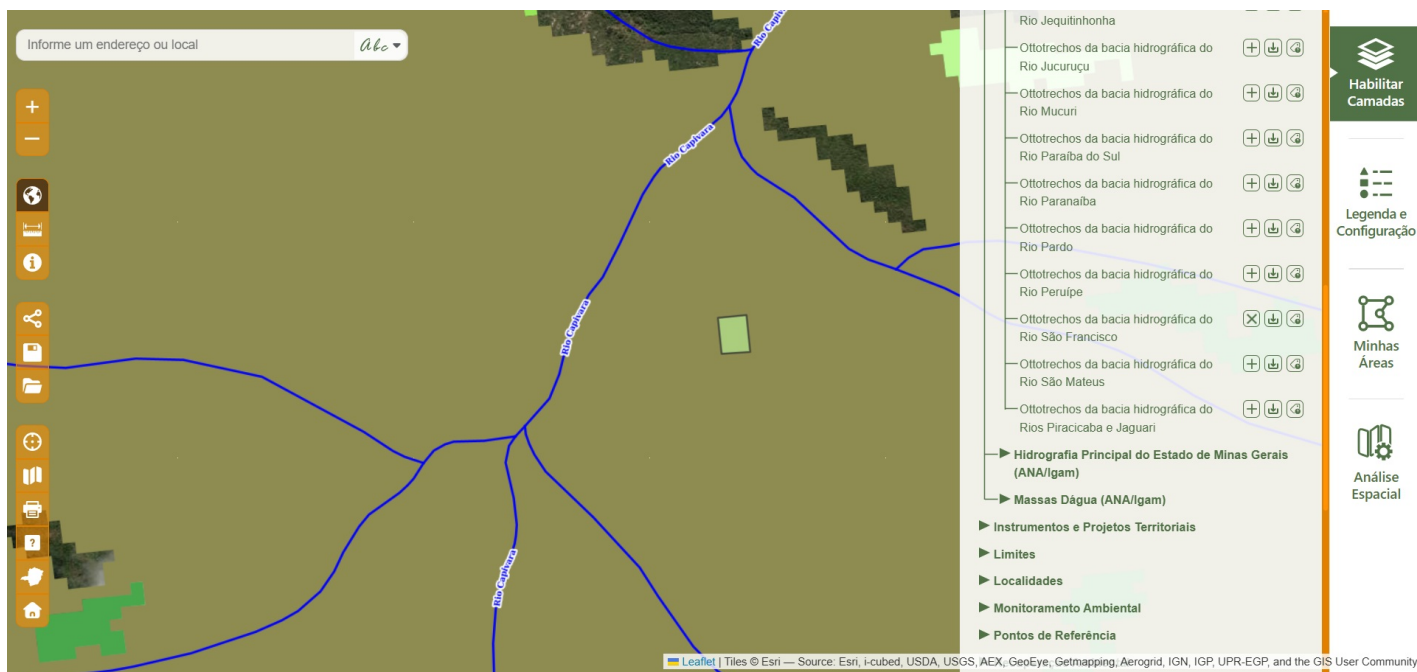 Informe um endereço ou local
Abc
Rio Capivara
Rio Capivara
Rio Capivara
Rio Capivara
Rio Jequitinhonha
Ottotrechos da bacia hidrográfica do
Rio Jucuruçu
Ottotrechos da bacia hidrográfica do
Rio Mucuri
Ottotrechos da bacia hidrográfica do
Rio Paraíba do Sul
Ottotrechos da bacia hidrográfica do
Rio Paranaíba
Ottotrechos da bacia hidrográfica do
Rio Pardo
Ottotrechos da bacia hidrográfica do
Rio Peruípe
Ottotrechos da bacia hidrográfica do
Rio São Francisco
Ottotrechos da bacia hidrográfica do
Rio São Mateus
Ottotrechos da bacia hidrográfica do
Rios Piracicaba e Jaguari
Hidrografia Principal do Estado de Minas Gerais
(ANA/Igam)
Massas Dágua (ANA/Igam)
Instrumentos e Projetos Territoriais
Limites
Localidades
Monitoramento Ambiental
Pontos de Referência
Habilitar
Camadas
Legenda e
Configuração
Minhas
Áreas
Análise
Espacial
Leaflet | Tiles © Esri — Source: Esri, i-cubed, USDA, USGS, AEX, GeoEye, Getmapping, Aerogrid, IGN, IGP, UPR-EGP, and the GIS User Community